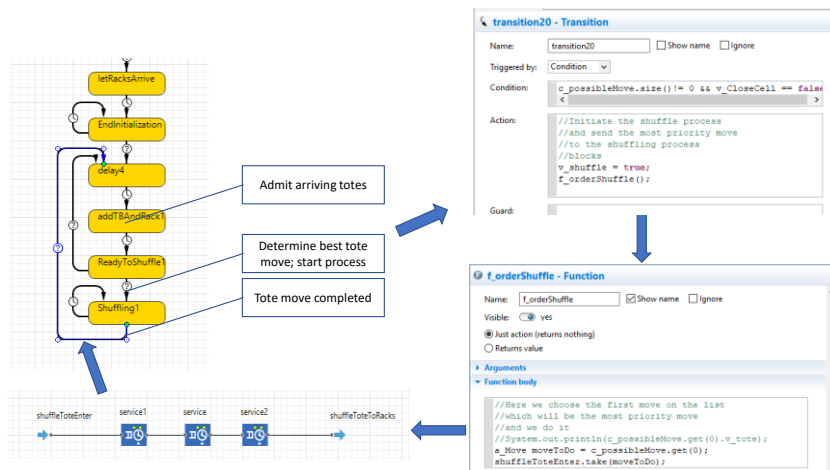 letRacksArrive
EndInitialization
delay4
addTBAndRack1
ReadyToShuffle1
Shuffling1
Admit arriving totes
Determine best tote
move; start process
Tote move completed
shuffleToteEnter
service1
service
service2
shuffleToteToRacks
transition20 - Transition
Name: transition20 Show name Ignore
Triggered by: Condition
Condition: c_possibleMove.size()!= 0 && v_CloseCell == false
Action: //Initiate the shuffle process
//and send the most priority move
//to the shuffling process
//blocks
v_shuffle = true;
f_orderShuffle();
Guard:
f_orderShuffle - Function
Name: f_orderShuffle Show name Ignore
Visible: yes
Just action (returns nothing)
Returns value
Arguments
Function body
//Here we choose the first move on the list
//which will be the most priority move
//and we do it
//System.out.println(c_possibleMove.get(0).v_tote);
a_Move moveToDo = c_possibleMove.get(0);
shuffleToteEnter.take(moveToDo);